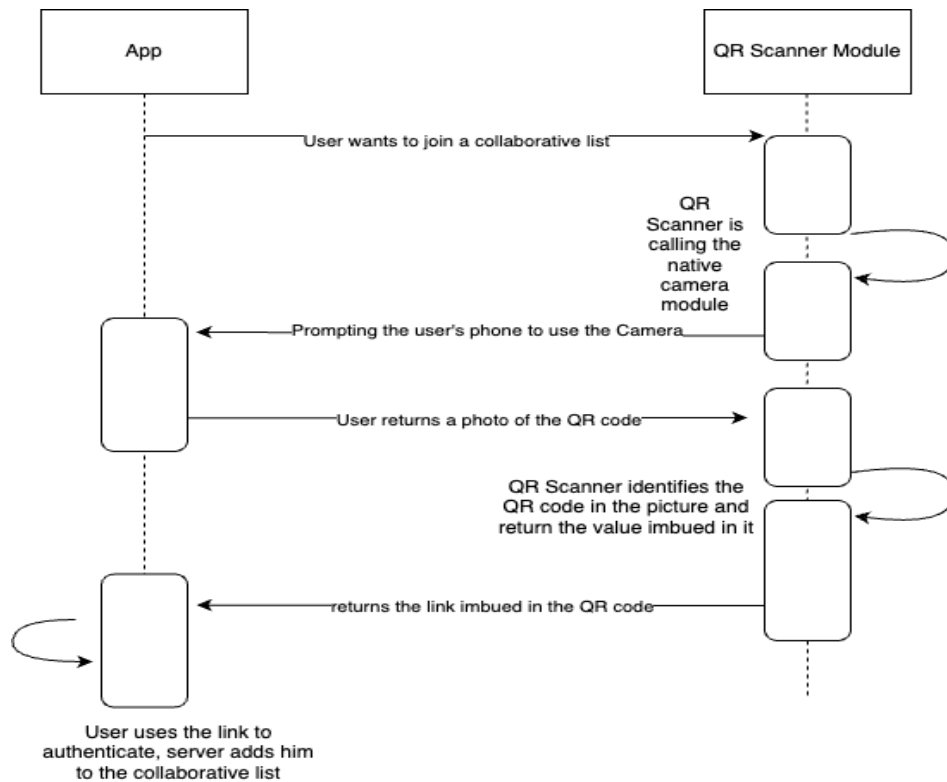 App
QR Scanner Module
User wants to join a collaborative list
QR
Scanner is
calling the
native
camera
module
Prompting the user's phone to use the Camera
User returns a photo of the QR code
QR Scanner identifies the
QR code in the picture and
return the value imbued in it
returns the link imbued in the QR code
User uses the link to
authenticate, server adds him
to the collaborative list